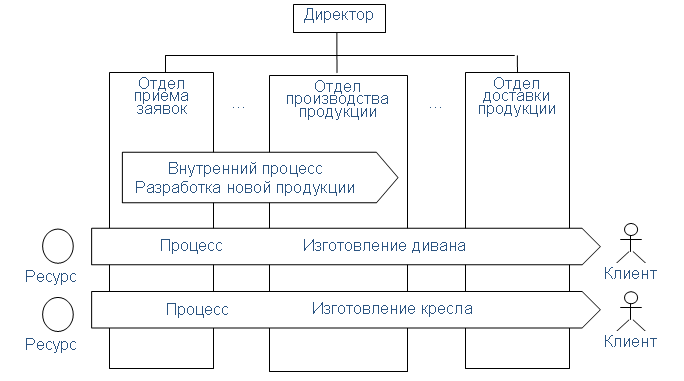 Директор
Отдел
приема
заявок
...
Отдел
производства
продукции
...
Отдел
доставки
продукции
Внутренний процесс
Разработка новой продукции
Процесс
Изготовление дивана
Ресурс
Клиент
Процесс
Изготовление кресла
Ресурс
Клиент